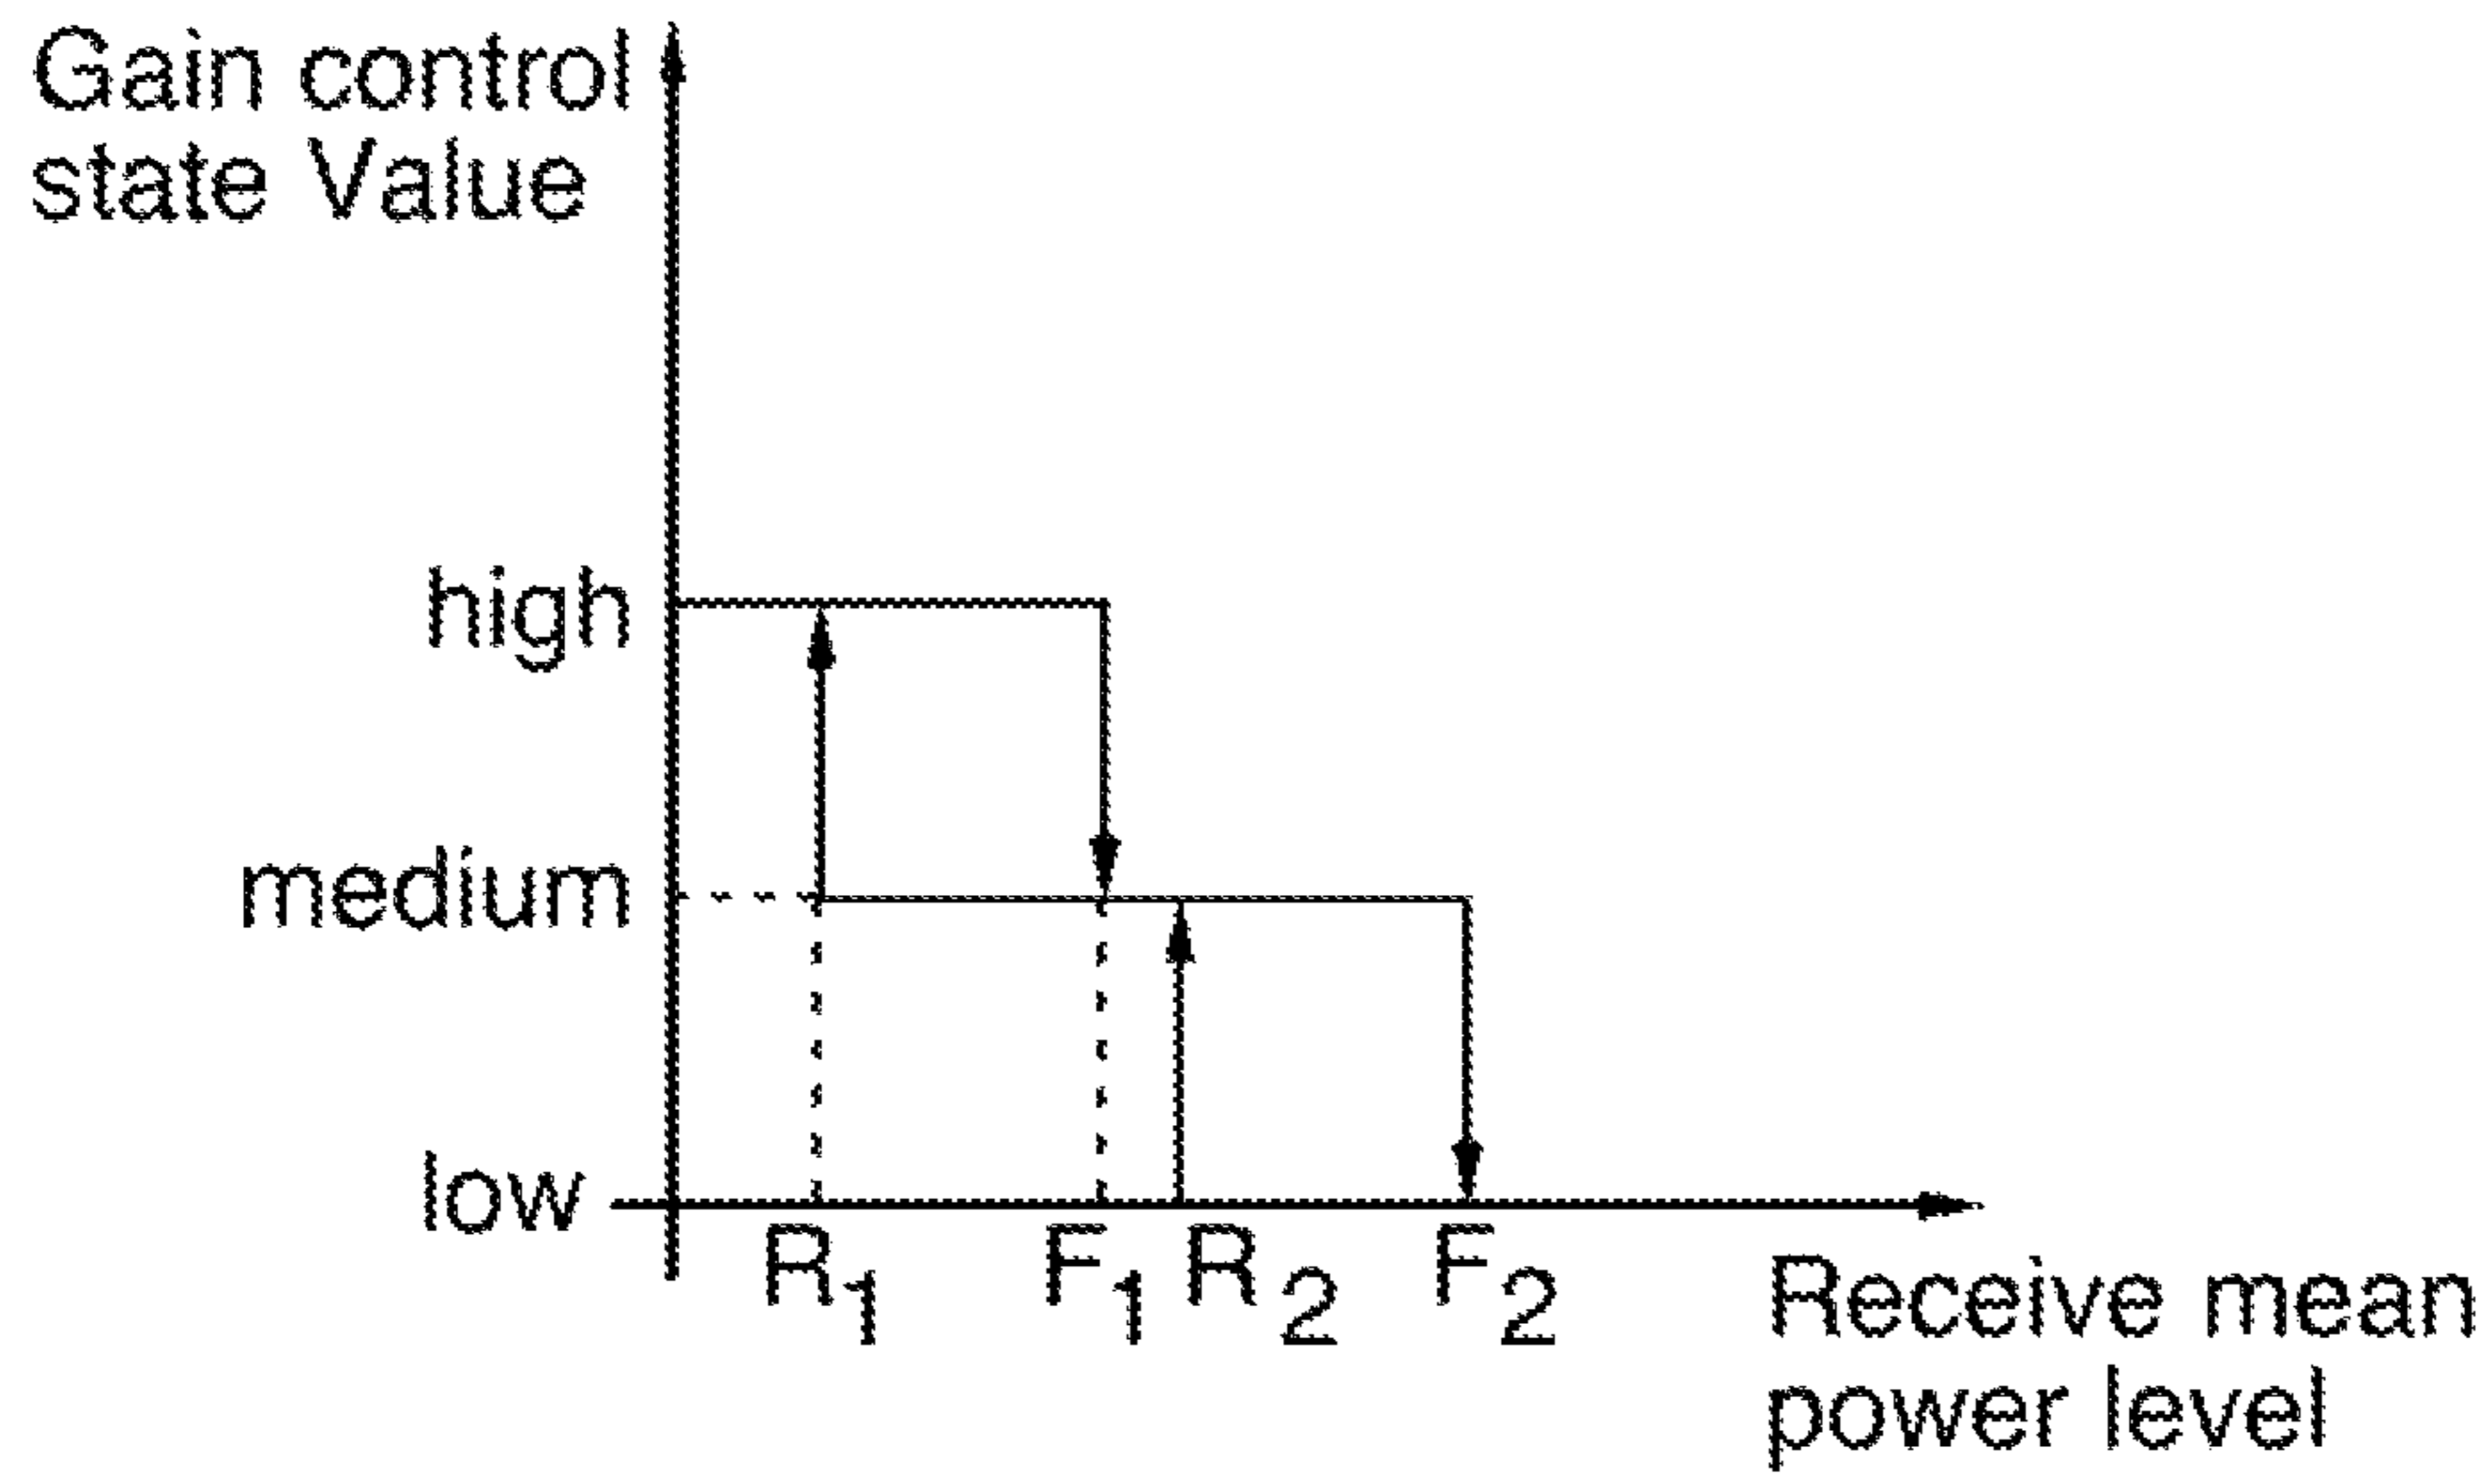 Gain control
state Value
high
medium
low
R1 F1 R2 F2
Receive mean
power level